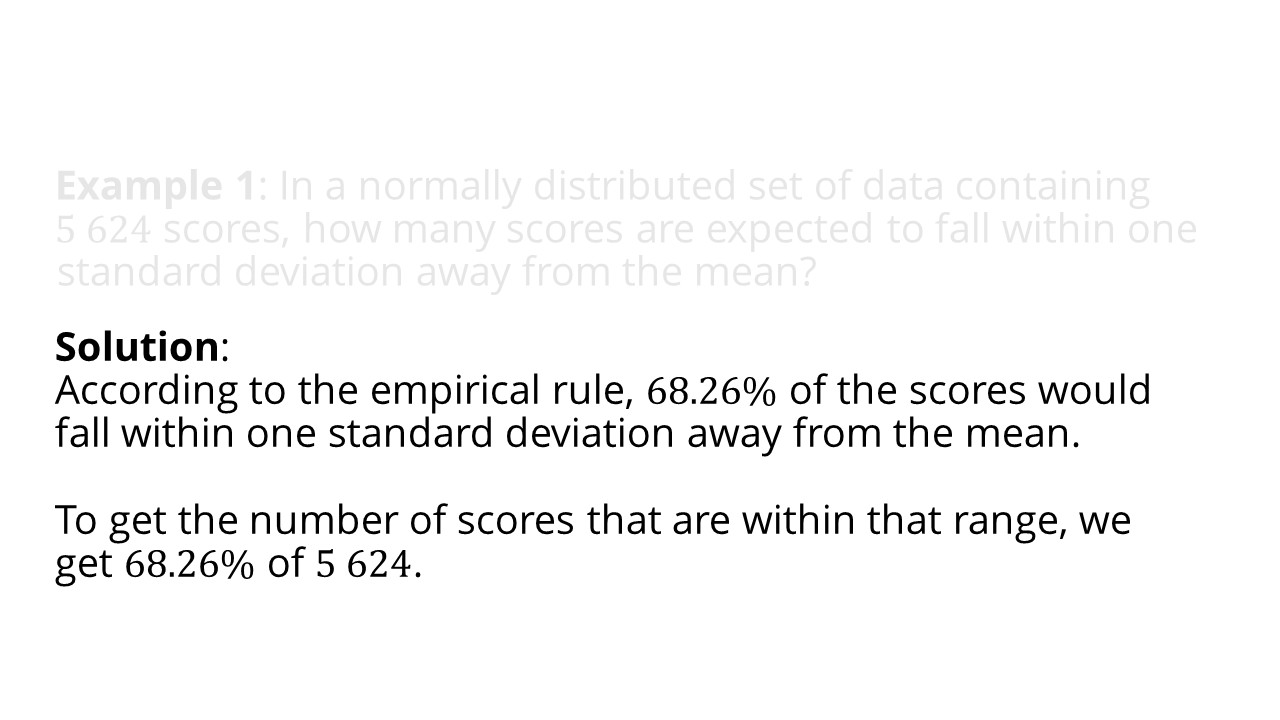 Example 1: In a normally distributed set of data containing
5 624 scores, how many scores are expected to fall within one
standard deviation away from the mean?
Solution:
According to the empirical rule, 68.26% of the scores would
fall within one standard deviation away from the mean.
To get the number of scores that are within that range, we
get 68.26% of 5 624.